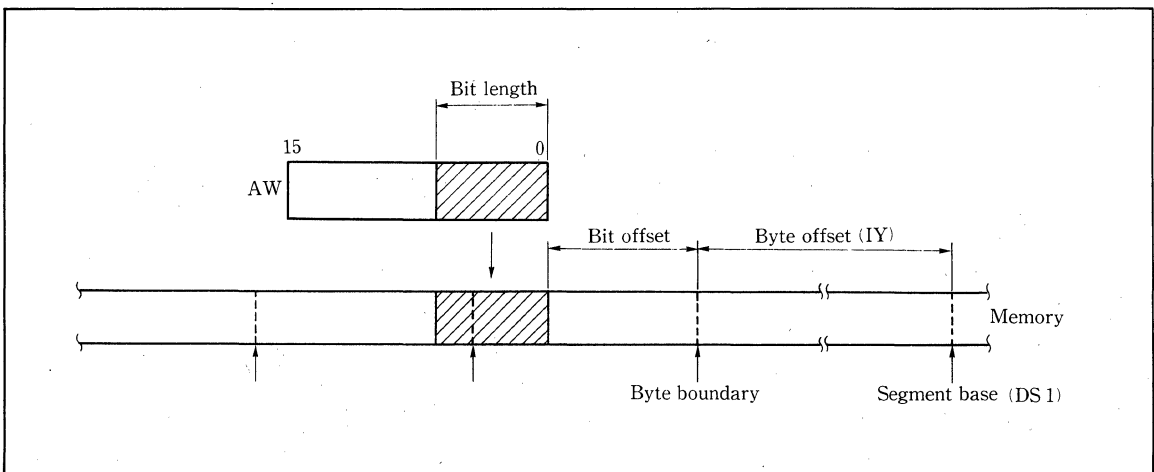 Bit length
15 0
AW
Bit offset Byte offset (IY)
Memory
Byte boundary Segment base (DS 1)